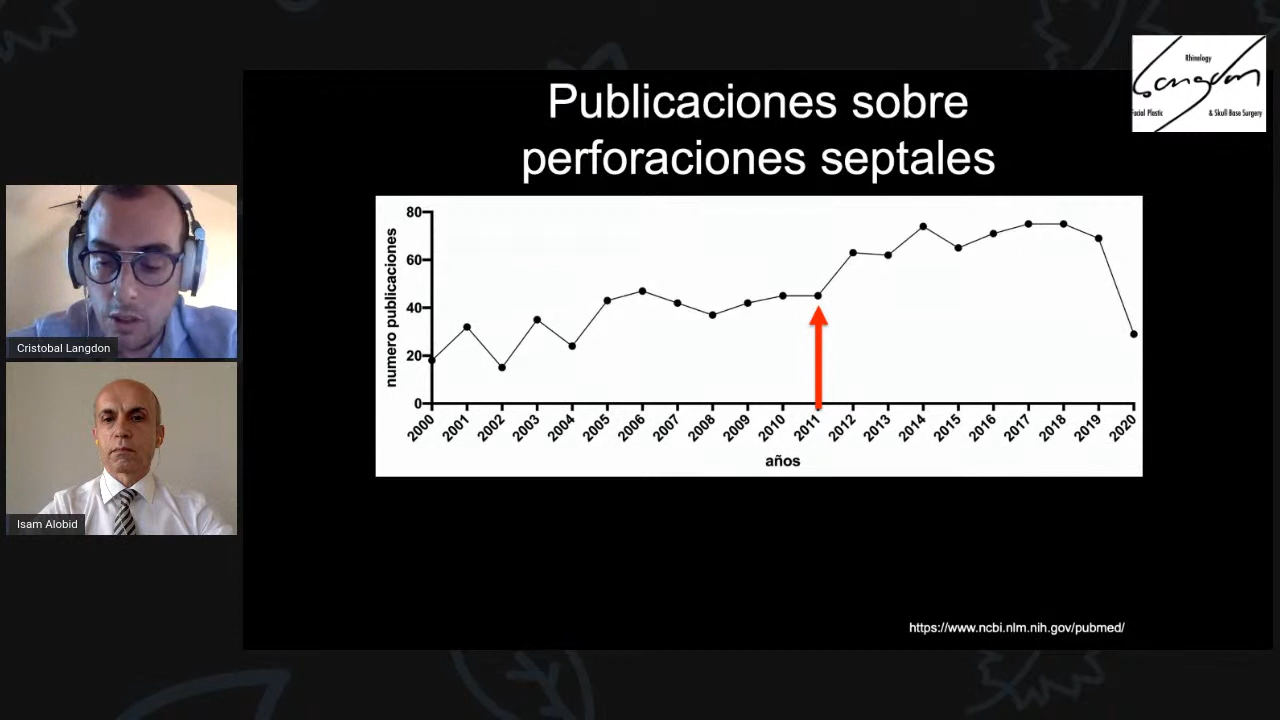 Publicaciones sobre
perforaciones septales
Rhinology
Langdon
Facial Plastic
& Skull Base Surgery
80
60
40
20
0
numero publicaciones
2000 2001 2002 2003 2004 2005 2006 2007 2008 2009 2010 2011 2012 2013 2014 2015 2016 2017 2018 2019 2020
años
Cristobal Langdon
Isam Alobid
https://www.ncbi.nlm.nih.gov/pubmed/